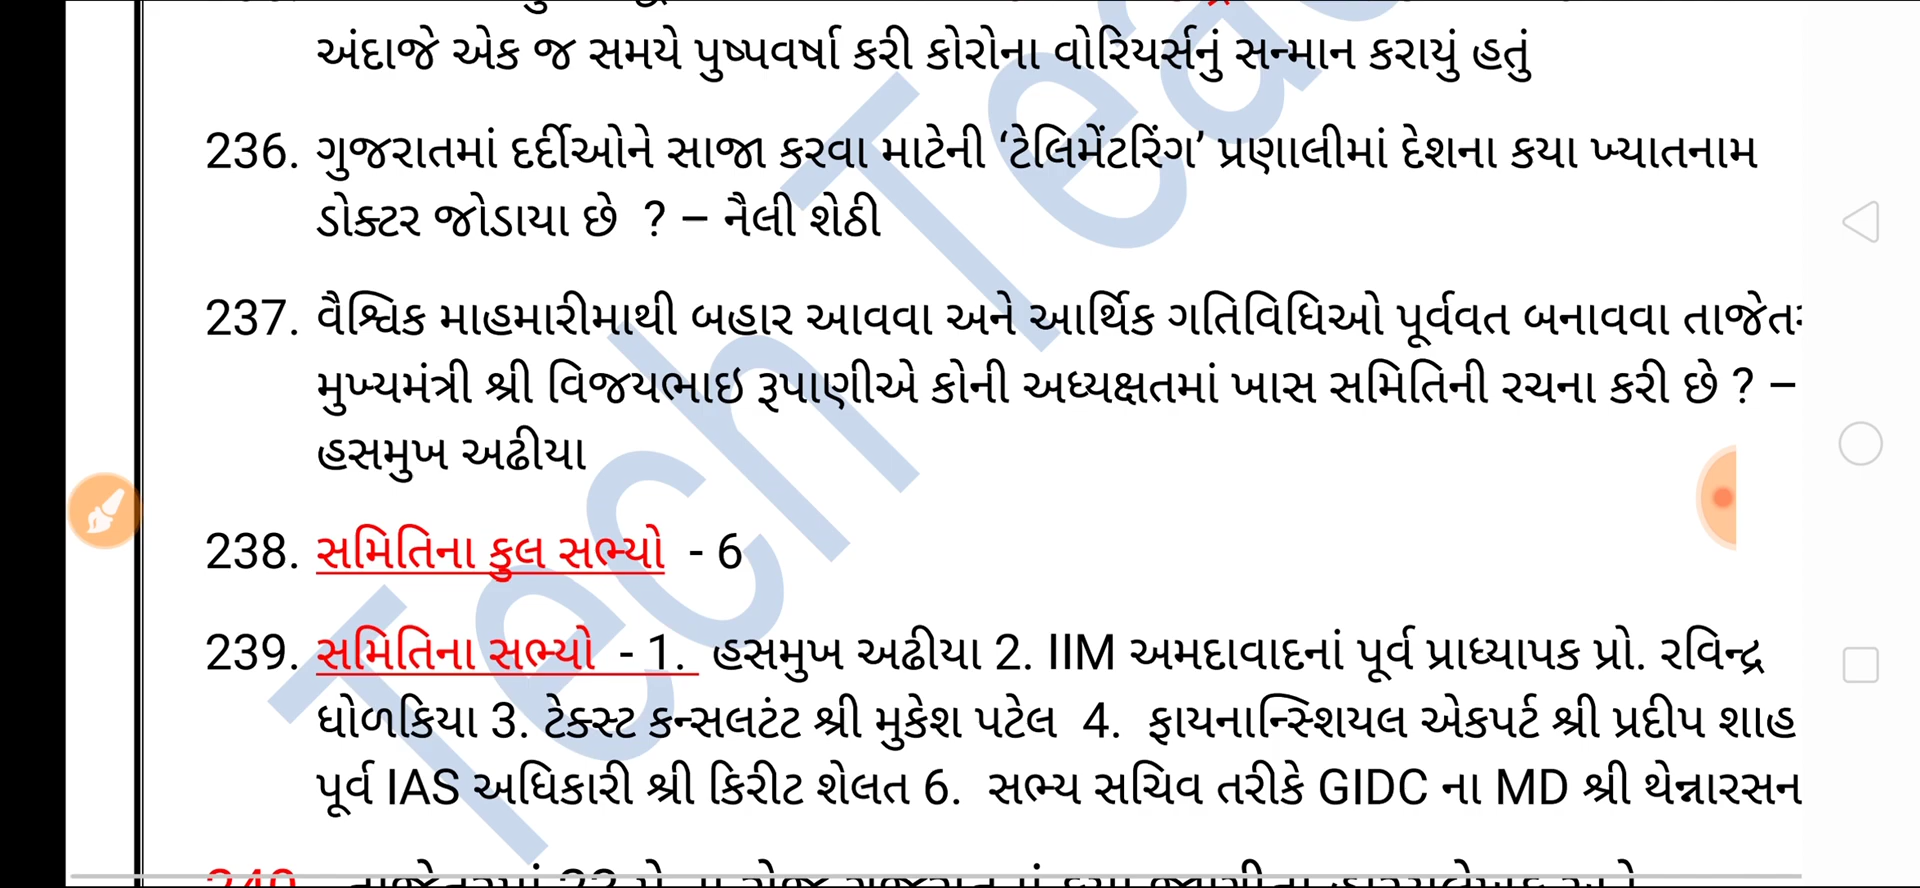 અંદાજે એક જ સમયે પુષ્પવર્ષા કરી કોરોના વોરિયર્સનું સન્માન કરાયું હતું
236. ગુજરાતમાં દર્દીઓને સાજા કરવા માટેની ‘ટેલિમેંટરિંગ’ પ્રણાલીમાં દેશના કયા ખ્યાતનામ
ડોક્ટર જોડાયા છે ? – નૈલી શેઠી
237. વૈશ્વિક માહમારીમાથી બહાર આવવા અને આર્થિક ગતિવિધિઓ પૂર્વવત બનાવવા
મુખ્યમંત્રી શ્રી વિજયભાઇ રૂપાણીએ કોની અધ્યક્ષતમાં ખાસ સમિતિની રચના કરી છે ? –
હસમુખ અઢીયા
238. સમિતિના કુલ સભ્યો - 6
239. સમિતિના સભ્યો - 1. હસમુખ અઢીયા 2. IIM અમદાવાદનાં પૂર્વ પ્રાધ્યાપક પ્રો. રવિન્દ્ર
ધોળકિયા 3. ટેક્સ્ટ કન્સલટંટ શ્રી મુકેશ પટેલ 4. ફાયનાન્સ્શિયલ એકપર્ટ શ્રી પ્રદીપ શાહ
પૂર્વ IAS અધિકારી શ્રી કિરીટ શેલત 6. સભ્ય સચિવ તરીકે GIDC ના MD શ્રી થેન્નારસન
Tech